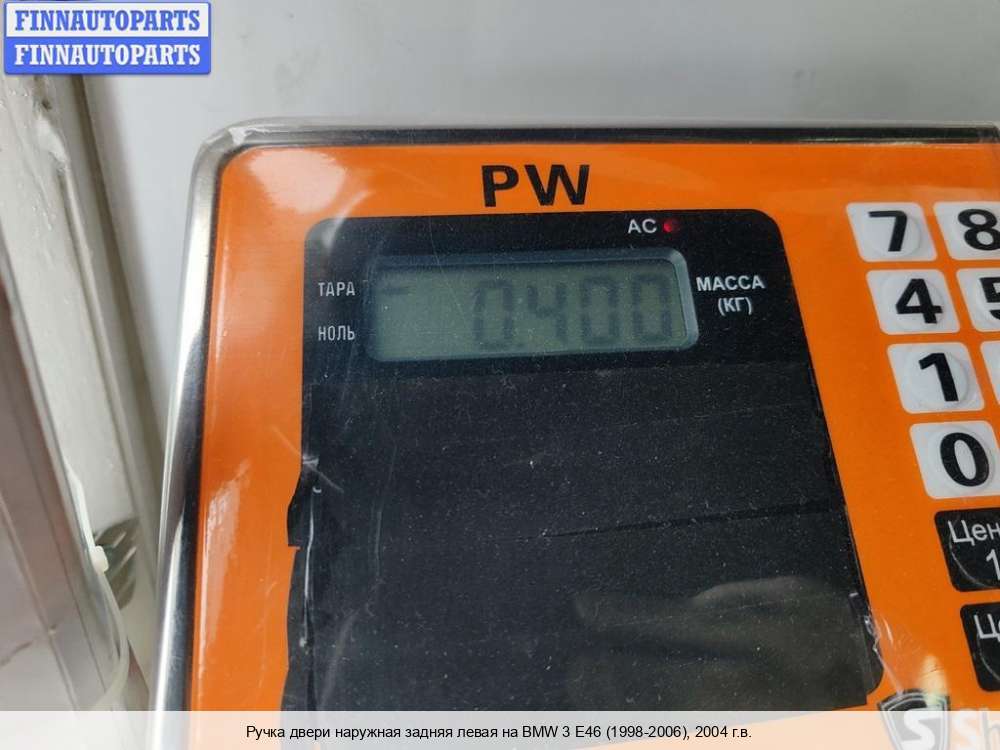 FINNAUTOPARTS
FINNAUTOPARTS
PW
AC
ТАРА
НОЛЬ
0.400
МАССА
(КГ)
7 8
4 5
1
0
Ручка двери наружная задняя левая на BMW 3 E46 (1998-2006), 2004 г.в.